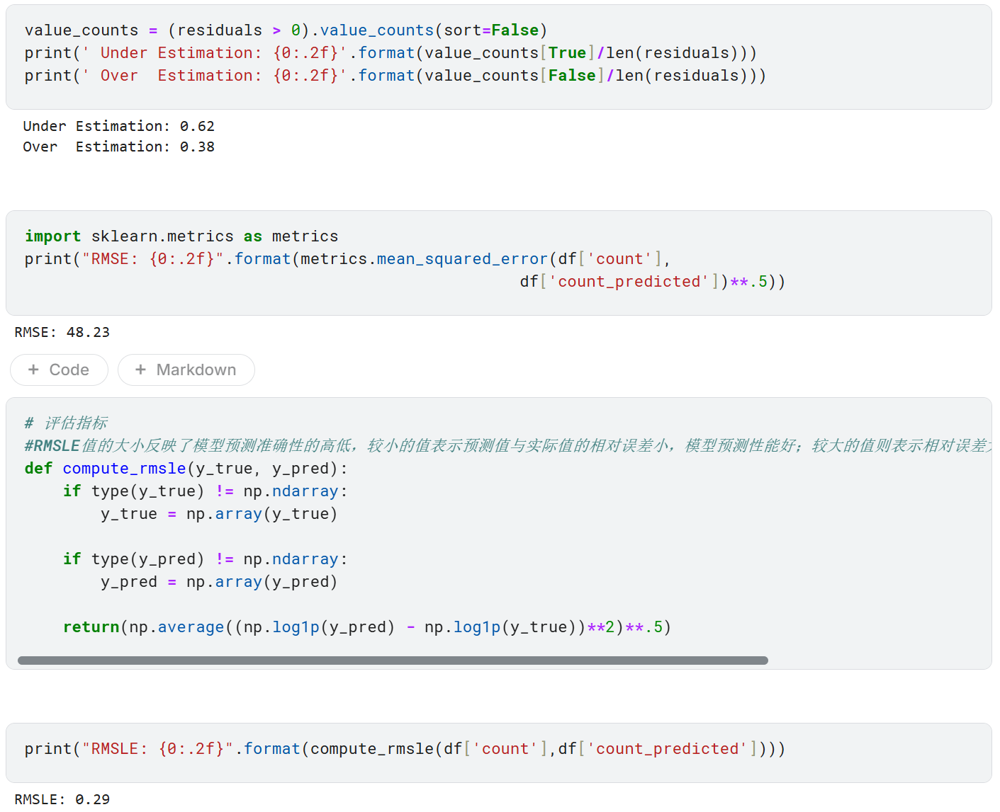 value_counts = (residuals > 0).value_counts(sort=False)
print(' Under Estimation: {0:.2f}'.format(value_counts[True]/len(residuals)))
print(' Over  Estimation: {0:.2f}'.format(value_counts[False]/len(residuals)))
Under Estimation: 0.62
Over  Estimation: 0.38
import sklearn.metrics as metrics
print("RMSE: {0:.2f}".format(metrics.mean_squared_error(df['count'],
df['count_predicted'])**.5))
RMSE: 48.23
+ Code + Markdown
# 评估指标
#RMSLE值的大小反映了模型预测准确性的高低，较小的值表示预测值与实际值的相对误差小，模型预测性能好；较大的值则表示相对误差
def compute_rmsle(y_true, y_pred):
    if type(y_true) != np.ndarray:
        y_true = np.array(y_true)
    if type(y_pred) != np.ndarray:
        y_pred = np.array(y_pred)
    return(np.average((np.log1p(y_pred) - np.log1p(y_true))**2)**.5)
print("RMSLE: {0:.2f}".format(compute_rmsle(df['count'],df['count_predicted'])))
RMSLE: 0.29